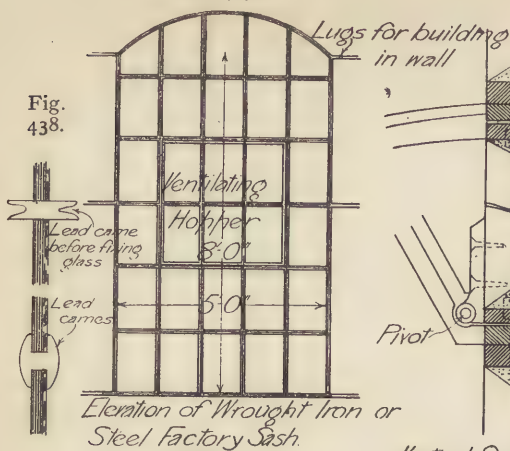 Lugs for building
in wall
Fig.
438.
Ventilating
Hopper
8'-0"
5'-0"
Lead came
before fixing
glass
Lead
cames
Pivot
Elevation of Wrought Iron or
Steel Factory Sash.